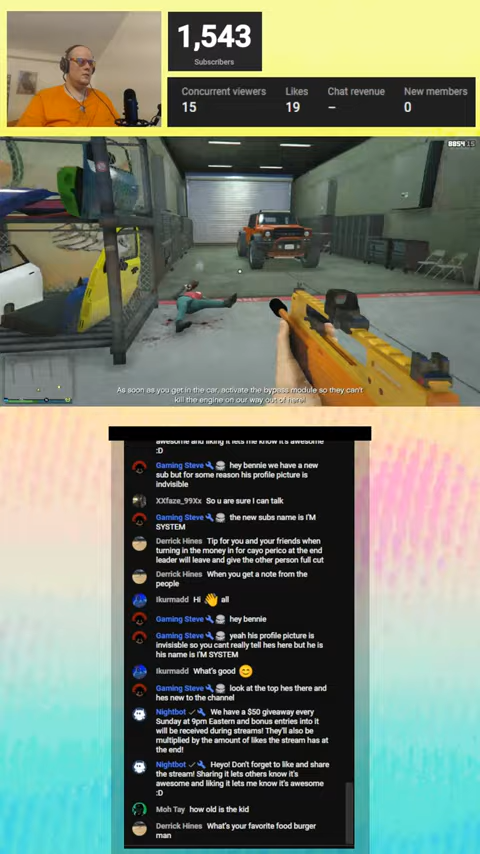 1,543
Subscribers
Concurrent viewers
15
Likes
19
Chat revenue
–
New members
0
As soon as you get in the car, activate the bypass module so they can't
kill the engine on our way out of here!
awesome and liking it lets me know it's awesome
:D
Gaming Steve hey bennie we have a new
sub but for some reason his profile picture is
indvisible
XXfaze_99Xx So u are sure I can talk
Gaming Steve the new subs name is I'M
SYSTEM
Derrick Hines Tip for you and your friends when
turning in the money in for cayo perico at the end
leader will leave and give the other person full cut
Derrick Hines When you get a note from the
people
Ikurmadd Hi 👋 all
Gaming Steve hey bennie
Gaming Steve yeah his profile picture is
invisisble so you cant really tell hes here but he is
his name is I'M SYSTEM
Ikurmadd What's good 😊
Gaming Steve look at the top hes there and
hes new to the channel
Nightbot We have a $50 giveaway every
Sunday at 9pm Eastern and bonus entries into it
will be received during streams! They'll also be
multiplied by the amount of likes the stream has at
the end!
Nightbot Heyo! Don't forget to like and share
the stream! Sharing it lets others know it's
awesome and liking it lets me know it's awesome
:D
Moh Tay how old is the kid
Derrick Hines What's your favorite food burger
man